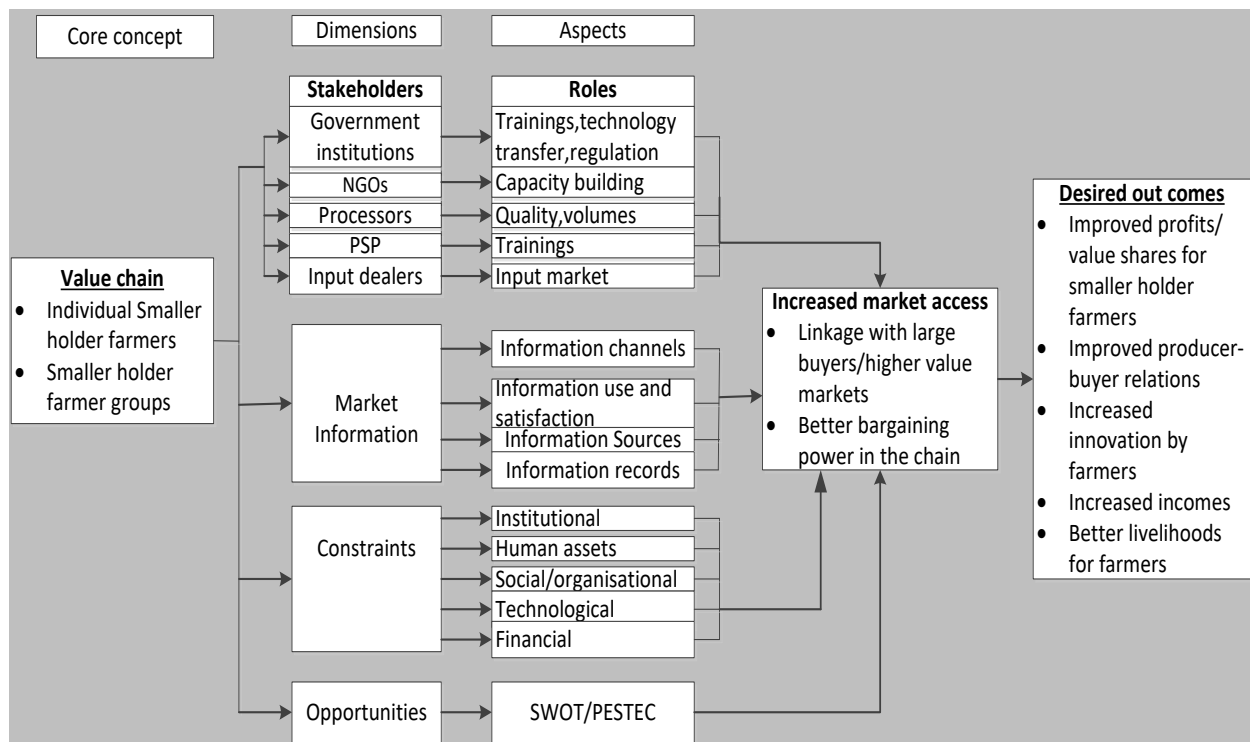 Core concept
Dimensions
Aspects
Stakeholders
Government
institutions
NGOs
Processors
PSP
Input dealers
Roles
Trainings,technology
transfer,regulation
Capacity building
Quality,volumes
Trainings
Input market
Value chain
• Individual Smaller
holder farmers
• Smaller holder
farmer groups
Market
Information
Information channels
Information use and
satisfaction
Information Sources
Information records
Constraints
Institutional
Human assets
Social/organisational
Technological
Financial
Opportunities
SWOT/PESTEC
Increased market access
• Linkage with large
buyers/higher value
markets
• Better bargaining
power in the chain
Desired out comes
• Improved profits/
value shares for
smaller holder
farmers
• Improved producer-
buyer relations
• Increased
innovation by
farmers
• Increased incomes
• Better livelihoods
for farmers